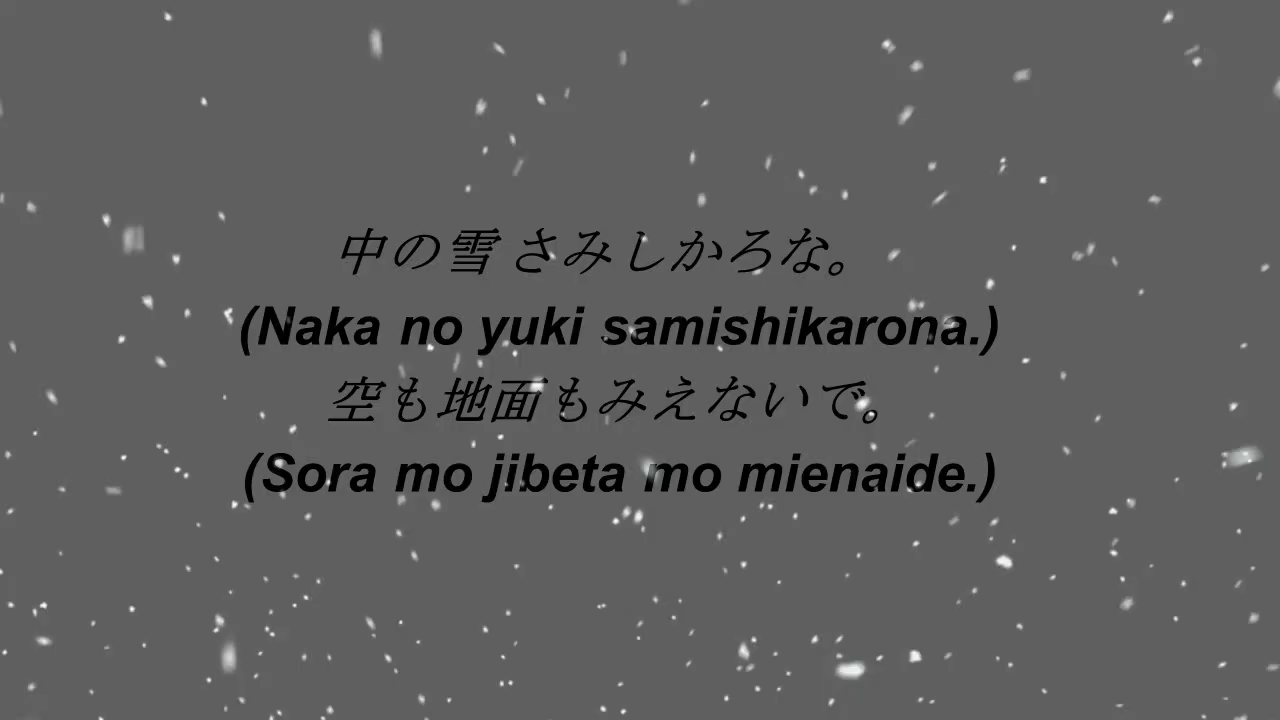 中の雪 さみしかろな。
(Naka no yuki samishikarona.)
空も地面もみえないで。
(Sora mo jibeta mo mienaide.)